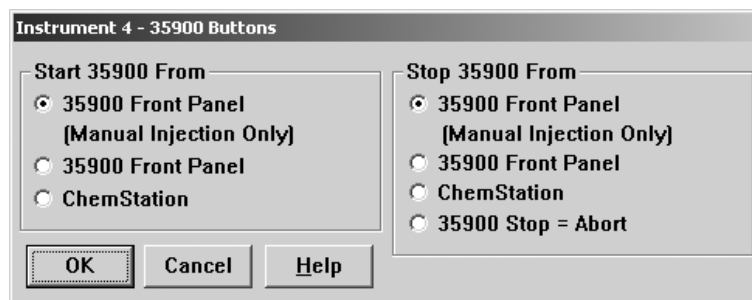 Instrument 4 - 35900 Buttons
Start 35900 From
35900 Front Panel
(Manual Injection Only)
35900 Front Panel
ChemStation
Stop 35900 From
35900 Front Panel
(Manual Injection Only)
35900 Front Panel
ChemStation
35900 Stop = Abort
OK
Cancel
Help